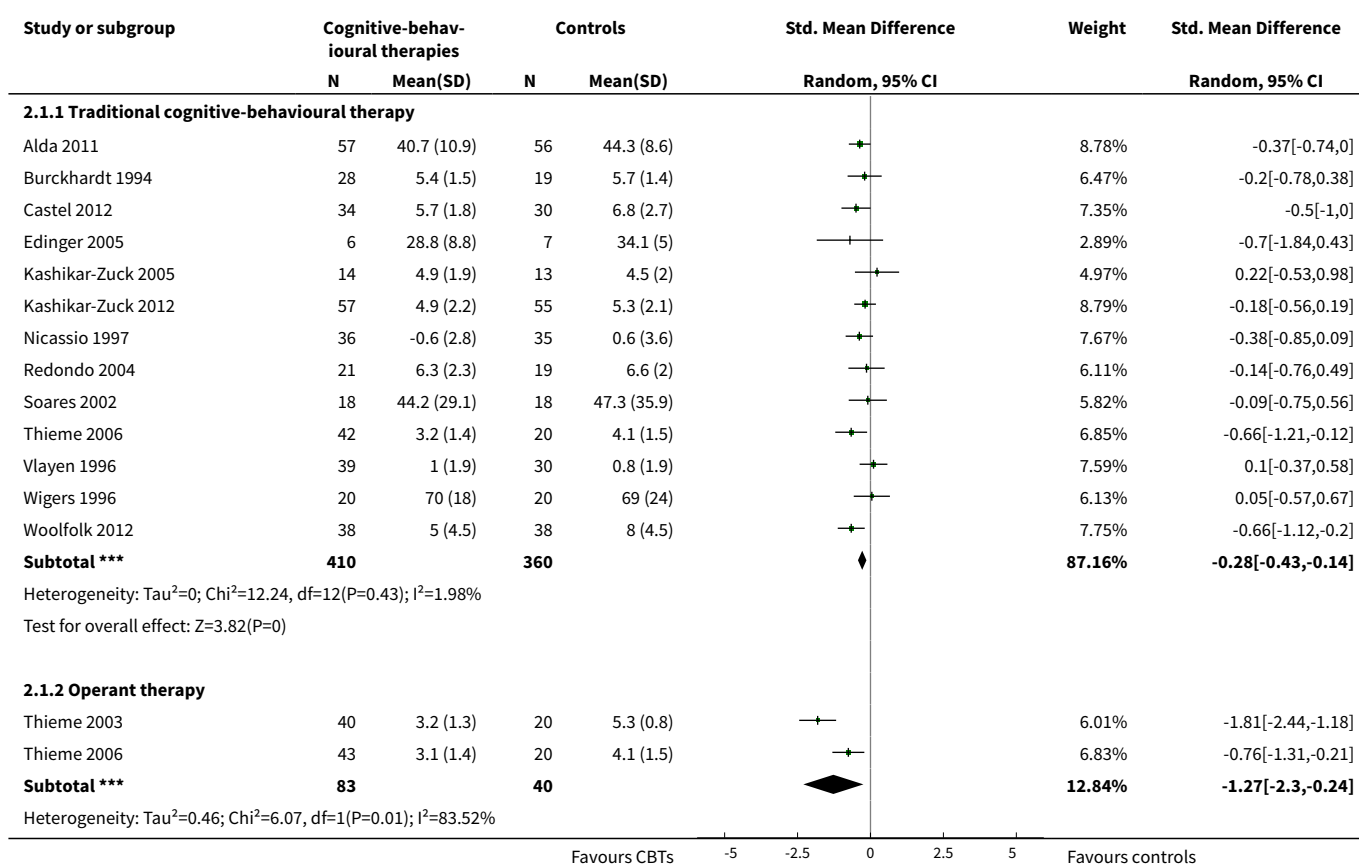 Study or subgroup Cognitive-behav- Controls Std. Mean Difference Weight Std. Mean Difference
ioural therapies
N Mean(SD) N Mean(SD) Random, 95% CI Random, 95% CI
2.1.1 Traditional cognitive-behavioural therapy
Alda 2011 57 40.7 (10.9) 56 44.3 (8.6) 8.78% -0.37[-0.74,0]
Burckhardt 1994 28 5.4 (1.5) 19 5.7 (1.4) 6.47% -0.2[-0.78,0.38]
Castel 2012 34 5.7 (1.8) 30 6.8 (2.7) 7.35% -0.5[-1,0]
Edinger 2005 6 28.8 (8.8) 7 34.1 (5) 2.89% -0.7[-1.84,0.43]
Kashikar-Zuck 2005 14 4.9 (1.9) 13 4.5 (2) 4.97% 0.22[-0.53,0.98]
Kashikar-Zuck 2012 57 4.9 (2.2) 55 5.3 (2.1) 8.79% -0.18[-0.56,0.19]
Nicassio 1997 36 -0.6 (2.8) 35 0.6 (3.6) 7.67% -0.38[-0.85,0.09]
Redondo 2004 21 6.3 (2.3) 19 6.6 (2) 6.11% -0.14[-0.76,0.49]
Soares 2002 18 44.2 (29.1) 18 47.3 (35.9) 5.82% -0.09[-0.75,0.56]
Thieme 2006 42 3.2 (1.4) 20 4.1 (1.5) 6.85% -0.66[-1.21,-0.12]
Vlayen 1996 39 1 (1.9) 30 0.8 (1.9) 7.59% 0.1[-0.37,0.58]
Wigers 1996 20 70 (18) 20 69 (24) 6.13% 0.05[-0.57,0.67]
Woolfolk 2012 38 5 (4.5) 38 8 (4.5) 7.75% -0.66[-1.12,-0.2]
Subtotal *** 410 360 87.16% -0.28[-0.43,-0.14]
Heterogeneity: Tau²=0; Chi²=12.24, df=12(P=0.43); I²=1.98%
Test for overall effect: Z=3.82(P=0)
2.1.2 Operant therapy
Thieme 2003 40 3.2 (1.3) 20 5.3 (0.8) 6.01% -1.81[-2.44,-1.18]
Thieme 2006 43 3.1 (1.4) 20 4.1 (1.5) 6.83% -0.76[-1.31,-0.21]
Subtotal *** 83 40 12.84% -1.27[-2.3,-0.24]
Heterogeneity: Tau²=0.46; Chi²=6.07, df=1(P=0.01); I²=83.52%
Favours CBTs -5 -2.5 0 2.5 5 Favours controls